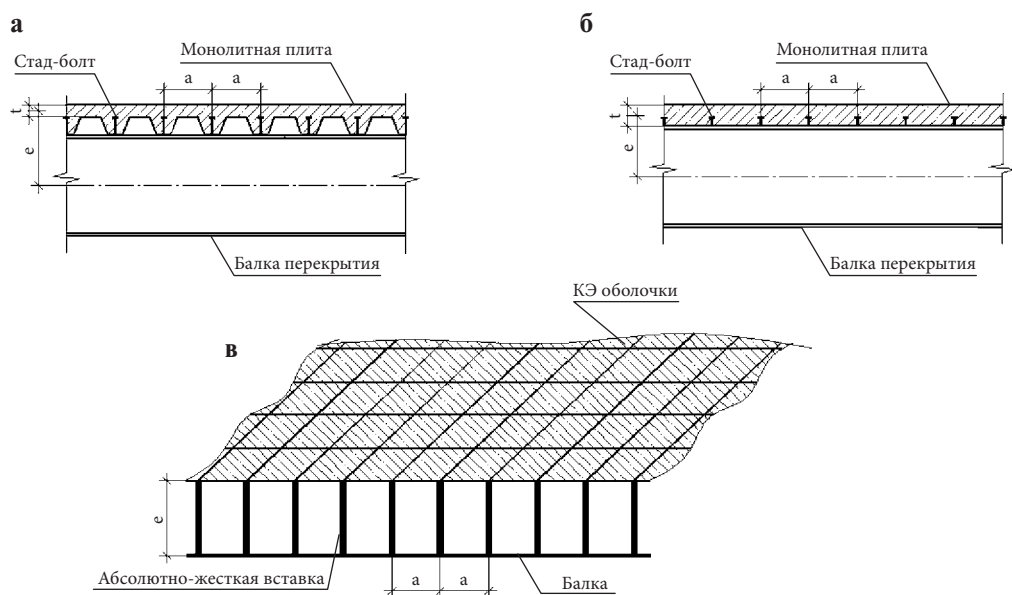 а
Стад-болт
Монолитная плита
а
а
t
e
Балка перекрытия
б
Стад-болт
Монолитная плита
а
а
t
e
Балка перекрытия
КЭ оболочки
в
e
Абсолютно-жесткая вставка
а
а
Балка